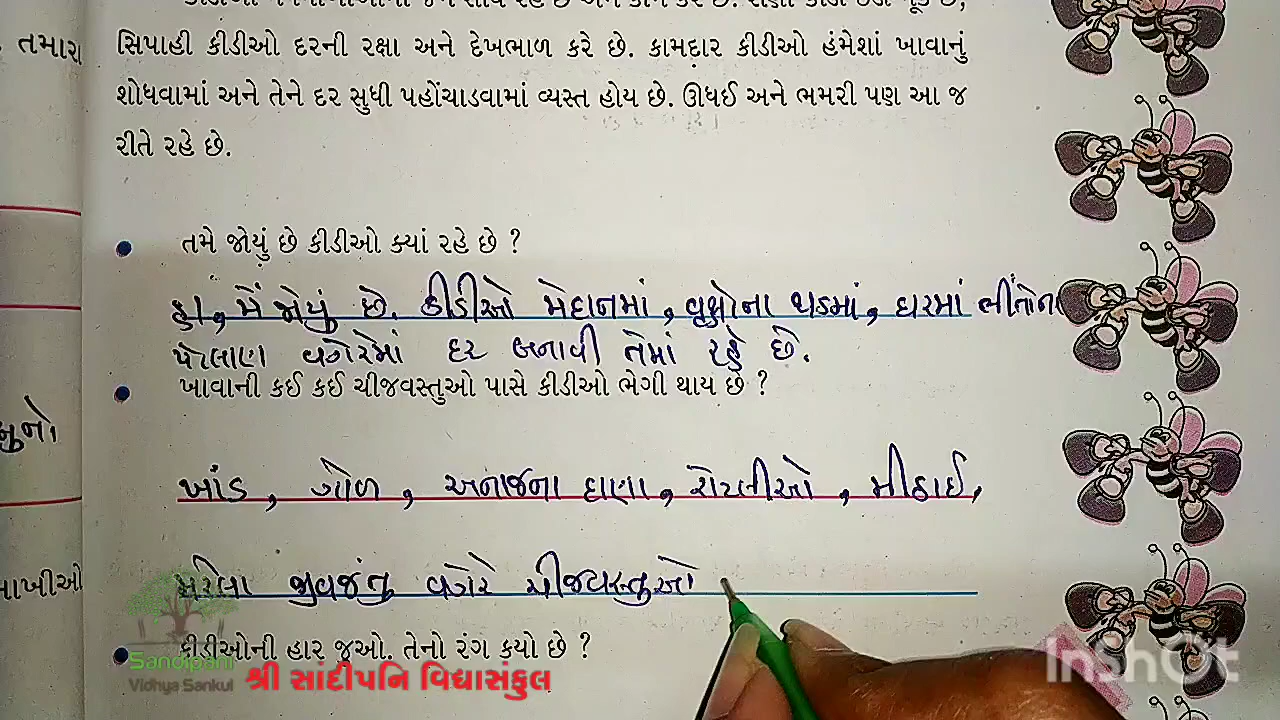 સિપાહી કીડીઓ દરની રક્ષા અને દેખભાળ કરે છે. કામદાર કીડીઓ હંમેશાં ખાવાનું
તમારા
શોધવામાં અને તેને દર સુધી પહોંચાડવામાં વ્યસ્ત હોય છે. ઊધઈ અને ભમરી પણ આ જ
રીતે રહે છે.
તમે જોયું છે કીડીઓ ક્યાં રહે છે ?
હા, મેં જોયું છે. કીડીઓ મેદાનમાં, વૃક્ષોના થડમાં, ઘરમાં ભીંતોના
પોલાણ વગેરેમાં દર બનાવી તેમાં રહે છે.
ખાવાની કઈ કઈ ચીજવસ્તુઓ પાસે કીડીઓ ભેગી થાય છે ?
ખાંડ, ગોળ, અનાજના દાણા, રોટલીઓ, મીઠાઈ,
મરેલા જીવજંતુ વગેરે ચીજવસ્તુઓ
કીડીઓની હાર જુઓ. તેનો રંગ કયો છે ?
Sandipani
Vidhya Sankul
શ્રી સાંદીપનિ વિદ્યાસંકુલ
InShOt